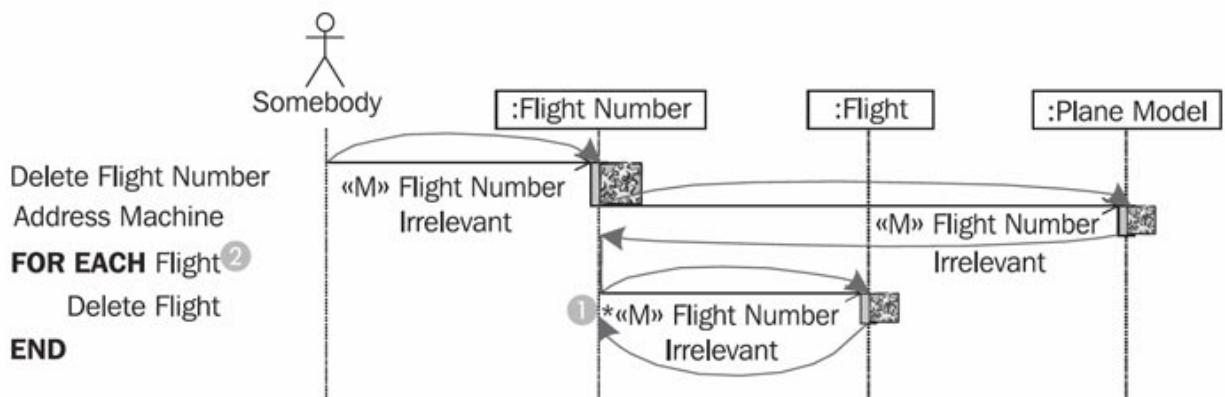 Somebody
:Flight Number
:Flight
:Plane Model
Delete Flight Number
«M» Flight Number
Irrelevant
Address Machine
«M» Flight Number
Irrelevant
FOR EACH Flight 2
Delete Flight
1 *«M» Flight Number
Irrelevant
END